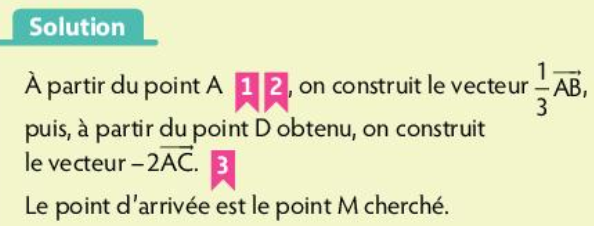 Solution
À partir du point A 1 2, on construit le vecteur $\frac{1}{3}\overrightarrow{AB}$,
puis, à partir du point D obtenu, on construit
le vecteur $-2\overrightarrow{AC}$. 3
Le point d'arrivée est le point M cherché.